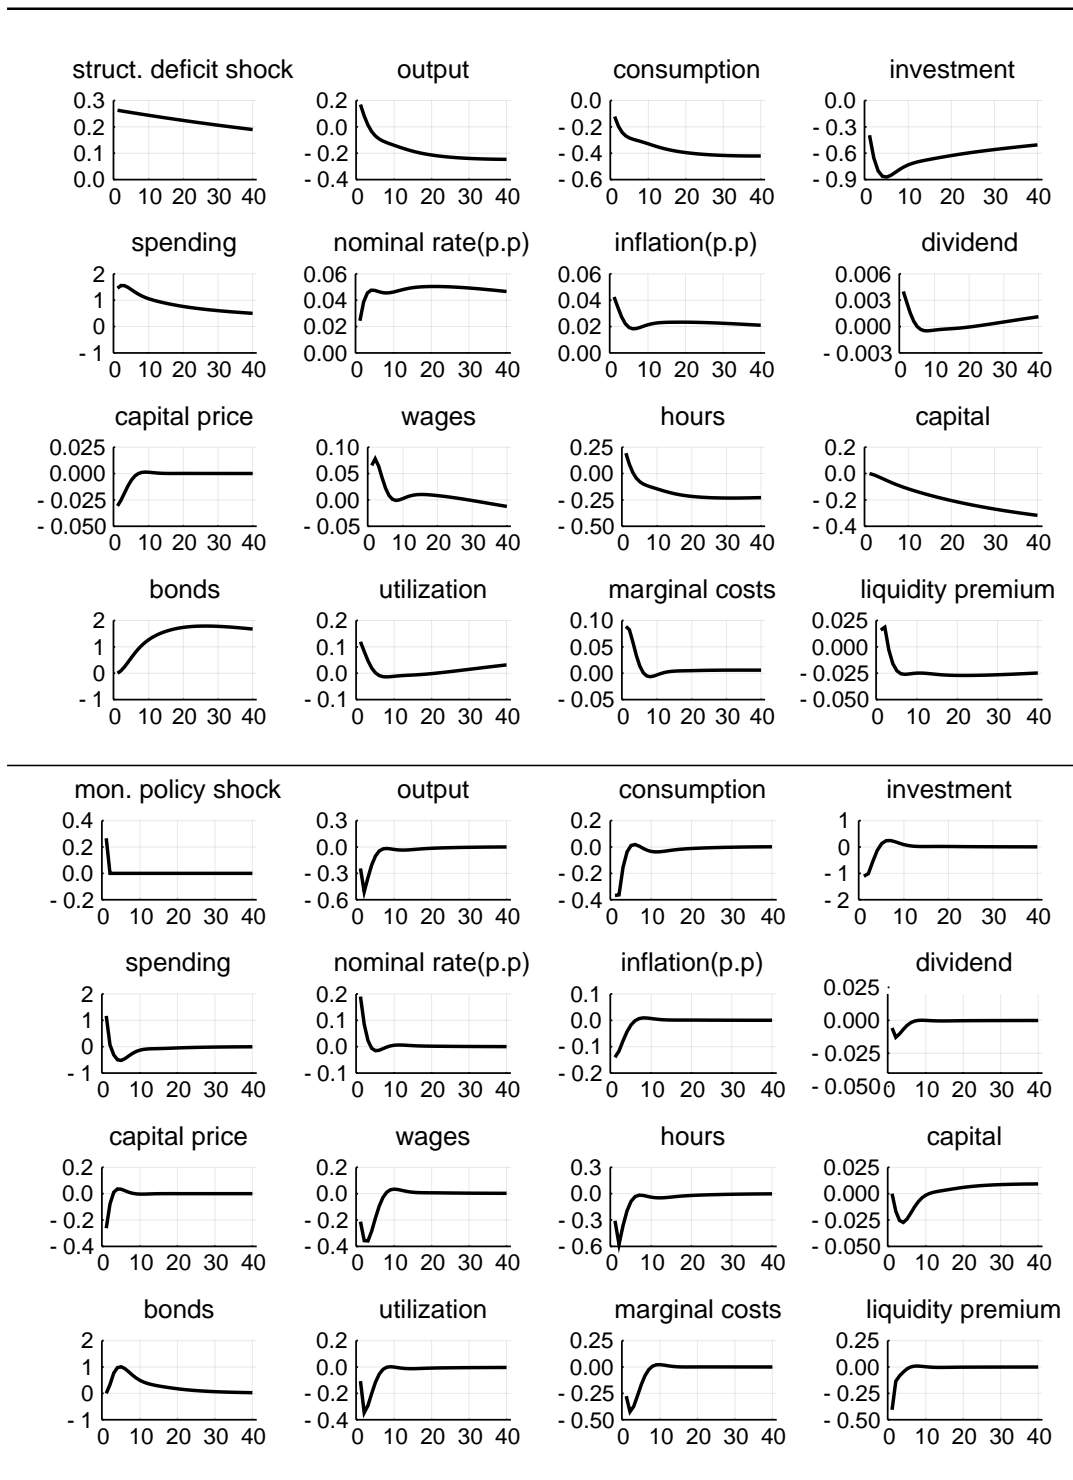 struct. deficit shock output consumption investment
0.3 0.2 0.0 0.0
0.2 0.0 - 0.2 - 0.3
0.1 - 0.2 - 0.4 - 0.6
0.0 - 0.4 - 0.6 - 0.9
0 10 20 30 40 0 10 20 30 40 0 10 20 30 40 0 10 20 30 40
spending nominal rate(p.p) inflation(p.p) dividend
2 0.06 0.06 0.006
1 0.04 0.04 0.003
0 0.02 0.02 0.000
- 1 0.00 0.00 - 0.003
0 10 20 30 40 0 10 20 30 40 0 10 20 30 40 0 10 20 30 40
capital price wages hours capital
0.025 0.10 0.25 0.2
0.000 0.05 0.00 0.0
- 0.025 0.00 - 0.25 - 0.2
- 0.050 - 0.05 - 0.50 - 0.4
0 10 20 30 40 0 10 20 30 40 0 10 20 30 40 0 10 20 30 40
bonds utilization marginal costs liquidity premium
2 0.2 0.10 0.025
1 0.1 0.05 0.000
0 0.0 0.00 - 0.025
- 1 - 0.1 - 0.05 - 0.050
0 10 20 30 40 0 10 20 30 40 0 10 20 30 40 0 10 20 30 40
mon. policy shock output consumption investment
0.4 0.3 0.2 1
0.2 0.0 0.0 0
0.0 - 0.3 - 0.2 - 1
- 0.2 - 0.6 - 0.4 - 2
0 10 20 30 40 0 10 20 30 40 0 10 20 30 40 0 10 20 30 40
spending nominal rate(p.p) inflation(p.p) dividend
2 0.2 0.1 0.025
1 0.1 0.0 0.000
0 0.0 - 0.1 - 0.025
- 1 - 0.1 - 0.2 - 0.050
0 10 20 30 40 0 10 20 30 40 0 10 20 30 40 0 10 20 30 40
capital price wages hours capital
0.2 0.2 0.3 0.025
0.0 0.0 0.0 0.000
- 0.2 - 0.2 - 0.3 - 0.025
- 0.4 - 0.4 - 0.6 - 0.050
0 10 20 30 40 0 10 20 30 40 0 10 20 30 40 0 10 20 30 40
bonds utilization marginal costs liquidity premium
2 0.2 0.25 0.25
1 0.0 0.00 0.00
0 - 0.2 - 0.25 - 0.25
- 1 - 0.4 - 0.50 - 0.50
0 10 20 30 40 0 10 20 30 40 0 10 20 30 40 0 10 20 30 40